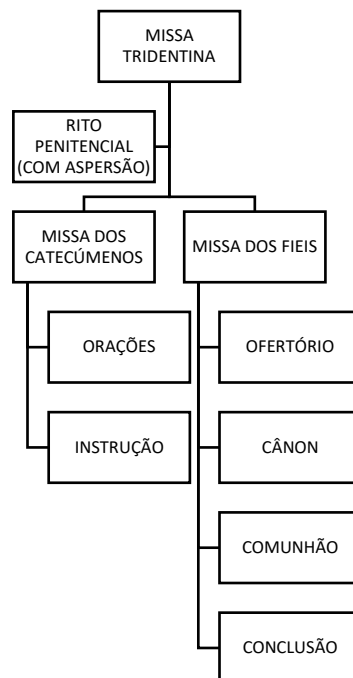 MISSA
TRIDENTINA
RITO
PENITENCIAL
(COM ASPERSÃO)
MISSA DOS
CATECÚMENOS
MISSA DOS FIEIS
ORAÇÕES
OFERTÓRIO
INSTRUÇÃO
CÂNON
COMUNHÃO
CONCLUSÃO